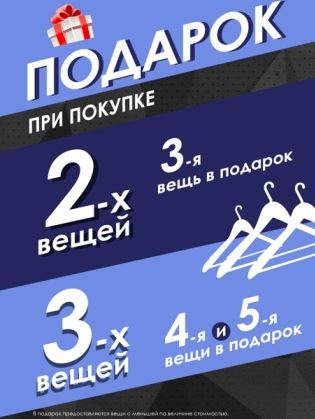 ПОДАРОК
ПРИ ПОКУПКЕ
2-х
вещей
3-я
вещь в подарок
3-х
вещей
4-я и 5-я
вещи в подарок
В подарок предоставляются вещи с меньшей по величине стоимостью.